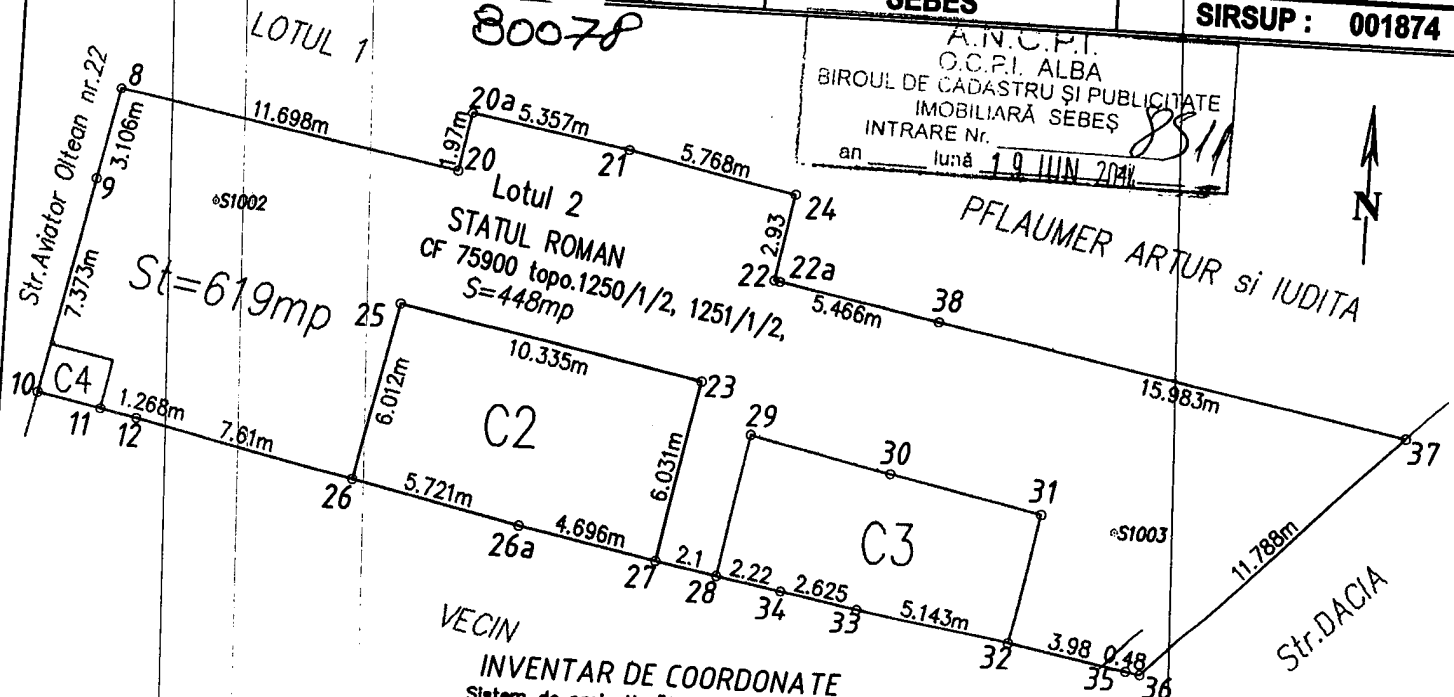 SEBES
SIRSUP : 001874
80078
LOTUL 1
A.N.C.P.I.
O.C.P.I. ALBA
BIROUL DE CADASTRU ȘI PUBLICITATE
IMOBILIARĂ SEBEȘ
INTRARE Nr. 8511
an lună 19 IUN.
Str.Aviator Oltean nr.22
8
3.106m
11.698m
20a
5.357m
1.97m
20
21
5.768m
24
9
S1002
Lotul 2
STATUL ROMAN
CF 75900 topo.1250/1/2, 1251/1/2,
S=448mp
2.93
PFLAUMER ARTUR si IUDITA
N
7.373m
St=619mp
22
22a
5.466m
38
25
10.335m
23
15.983m
37
10
C4
11
1.268m
12
7.61m
6.012m
C2
6.031m
29
30
31
26
5.721m
26a
4.696m
27
2.1
28
2.22
34
2.625
33
5.143m
32
C3
S1003
11.788m
3.98
0.48
35
36
Str.DACIA
VECIN
INVENTAR DE COORDONATE
Sistem de